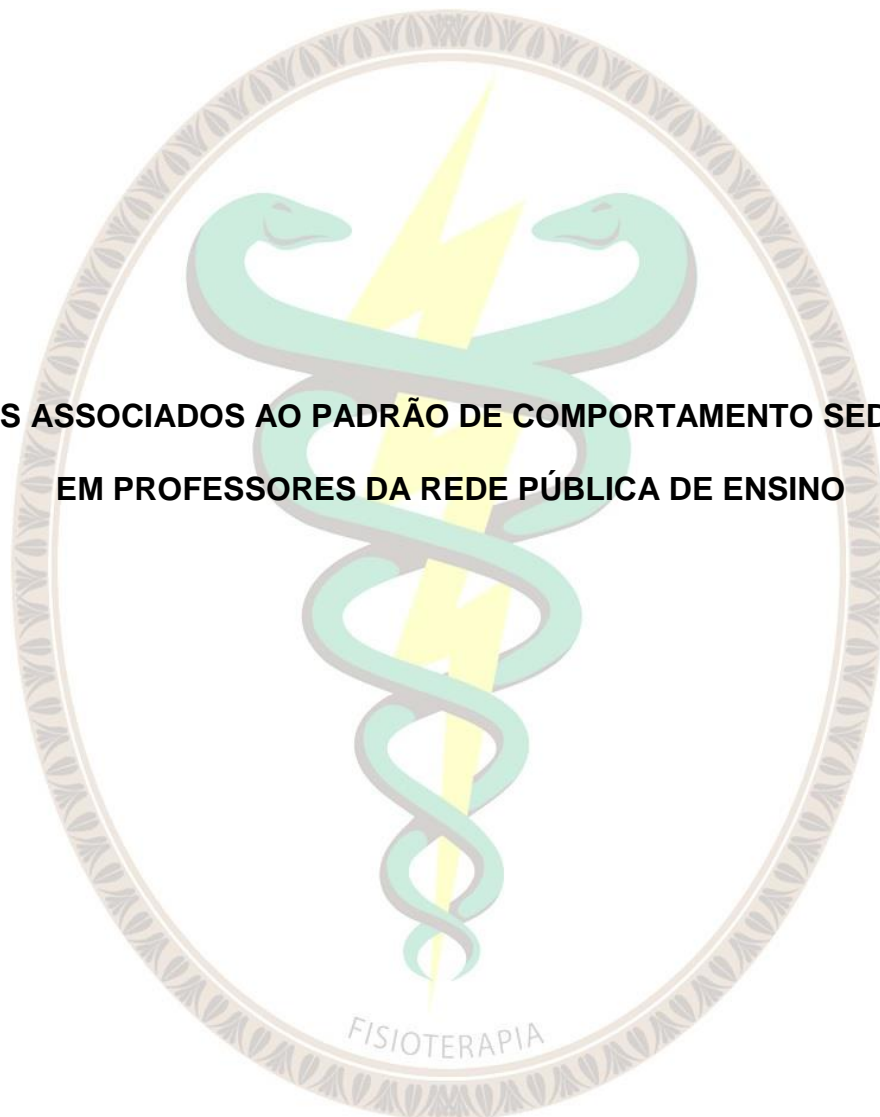 S ASSOCIADOS AO PADRÃO DE COMPORTAMENTO SED
EM PROFESSORES DA REDE PÚBLICA DE ENSINO
FISIOTERAPIA